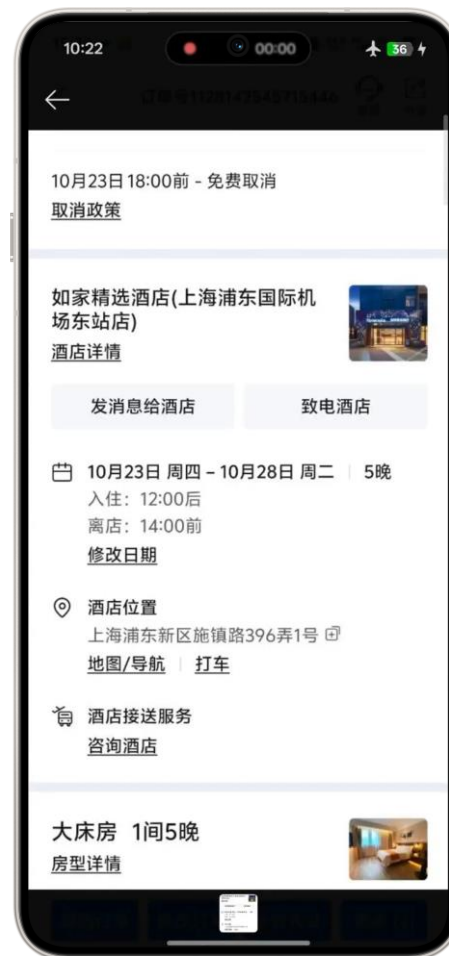 10:22
00:00
36
10月23日18:00前 - 免费取消
取消政策
如家精选酒店(上海浦东国际机
场东站店)
酒店详情
发消息给酒店
致电酒店
10月23日 周四 – 10月28日 周二 | 5晚
入住：12:00后
离店：14:00前
修改日期
酒店位置
上海浦东新区施镇路396弄1号
地图/导航 | 打车
酒店接送服务
咨询酒店
大床房 1间5晚
房型详情